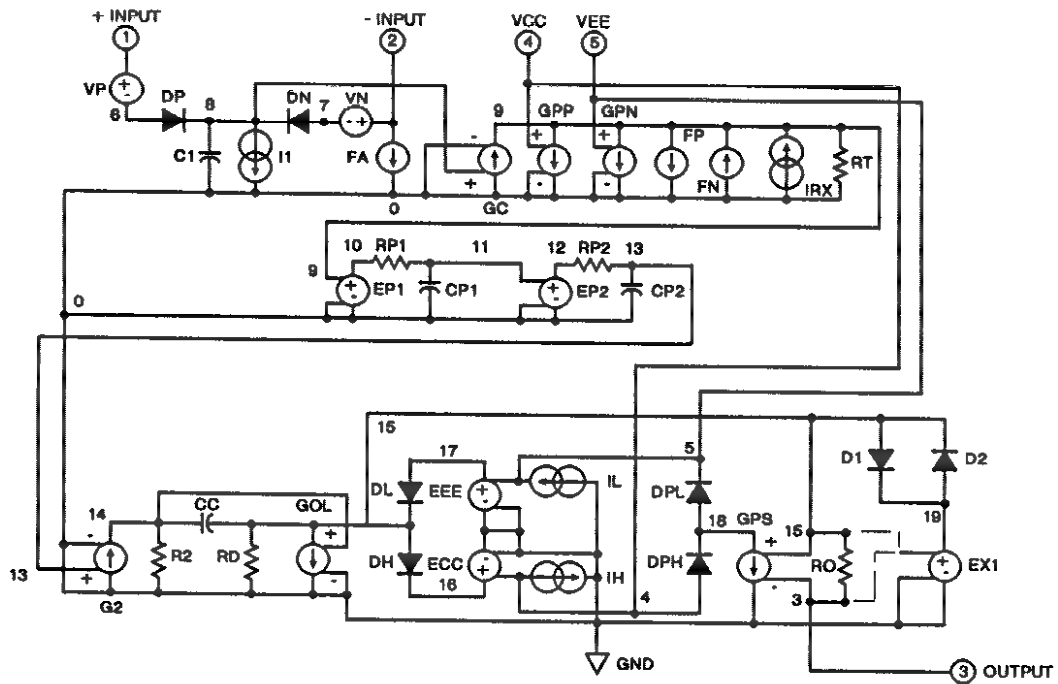 + INPUT
1
- INPUT
2
VCC
4
VEE
5
VP
+
-
6
DP
8
DN
7
VN
- +
9
GPP
GPN
FP
C1
I1
FA
-
+
+
-
+
-
FN
IRX
RT
0
GC
10
RP1
11
12
RP2
13
9
+
-
EP1
CP1
+
-
EP2
CP2
0
15
17
5
IL
D1
D2
DL
EEE
+
-
DPL
14
CC
GOL
18
GPS
15
19
-
+
R2
RD
+
-
DH
ECC
+
-
16
IH
DPH
+
-
RO
+
-
EX1
13
G2
4
3
GND
3
OUTPUT